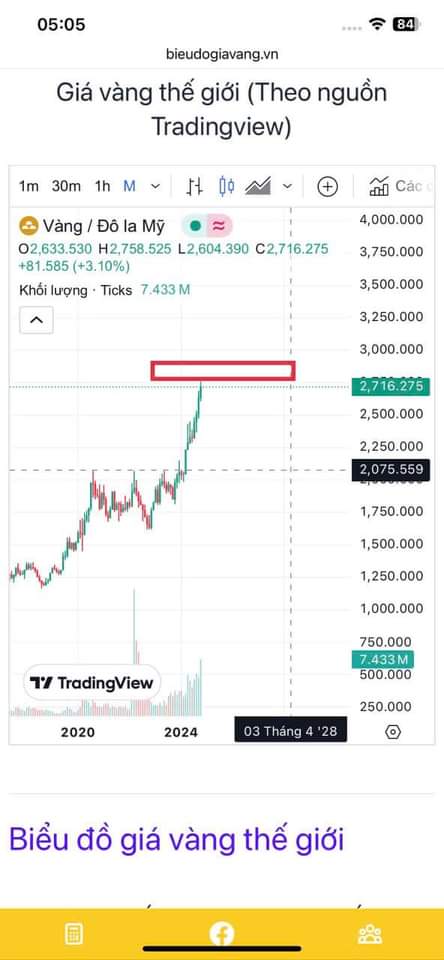 05:05
84
bieudogiavang.vn
Giá vàng thế giới (Theo nguồn
Tradingview)
1m 30m 1h M Các
Vàng / Đô la Mỹ
O2,633.530 H2,758.525 L2,604.390 C2,716.275
+81.585 (+3.10%)
Khối lượng · Ticks 7.433 M
4,000.000
3,750.000
3,500.000
3,250.000
3,000.000
2,716.275
2,500.000
2,250.000
2,075.559
1,750.000
1,500.000
1,250.000
1,000.000
750.000
7.433 M
500.000
250.000
TradingView
2020 2024 03 Tháng 4 '28
Biểu đồ giá vàng thế giới